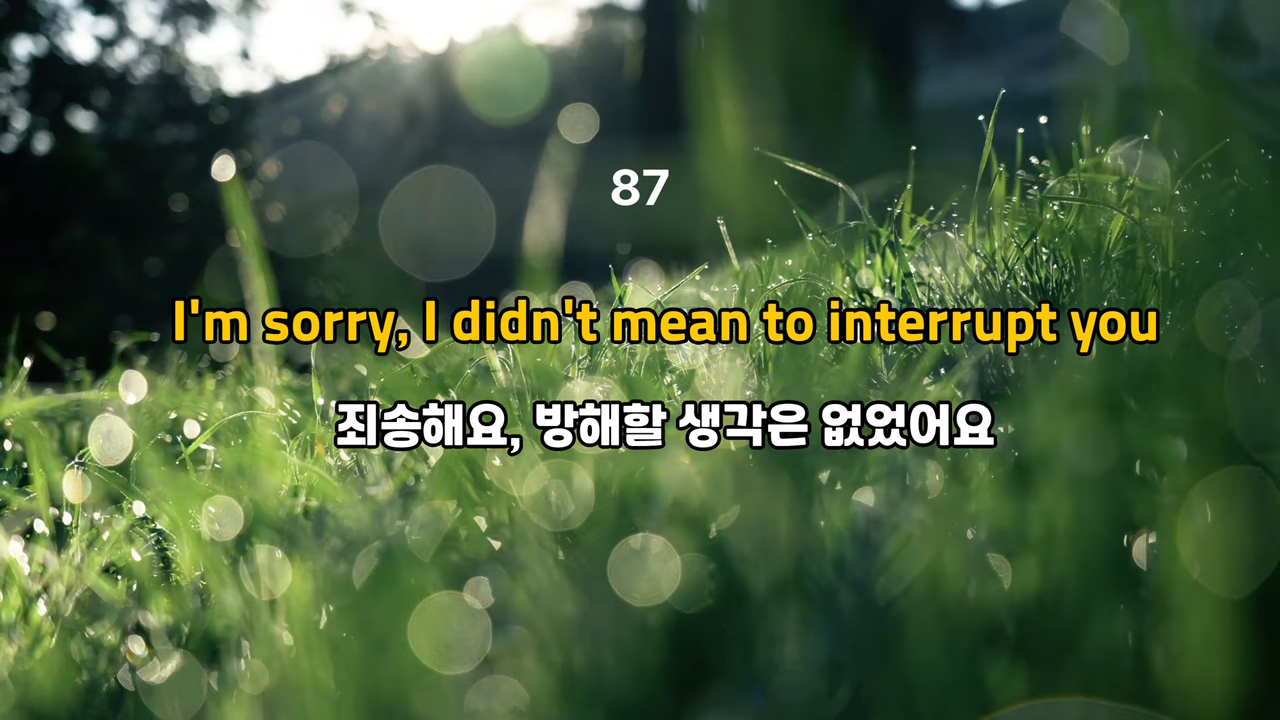 87
I'm sorry, I didn't mean to interrupt you
죄송해요, 방해할 생각은 없었어요